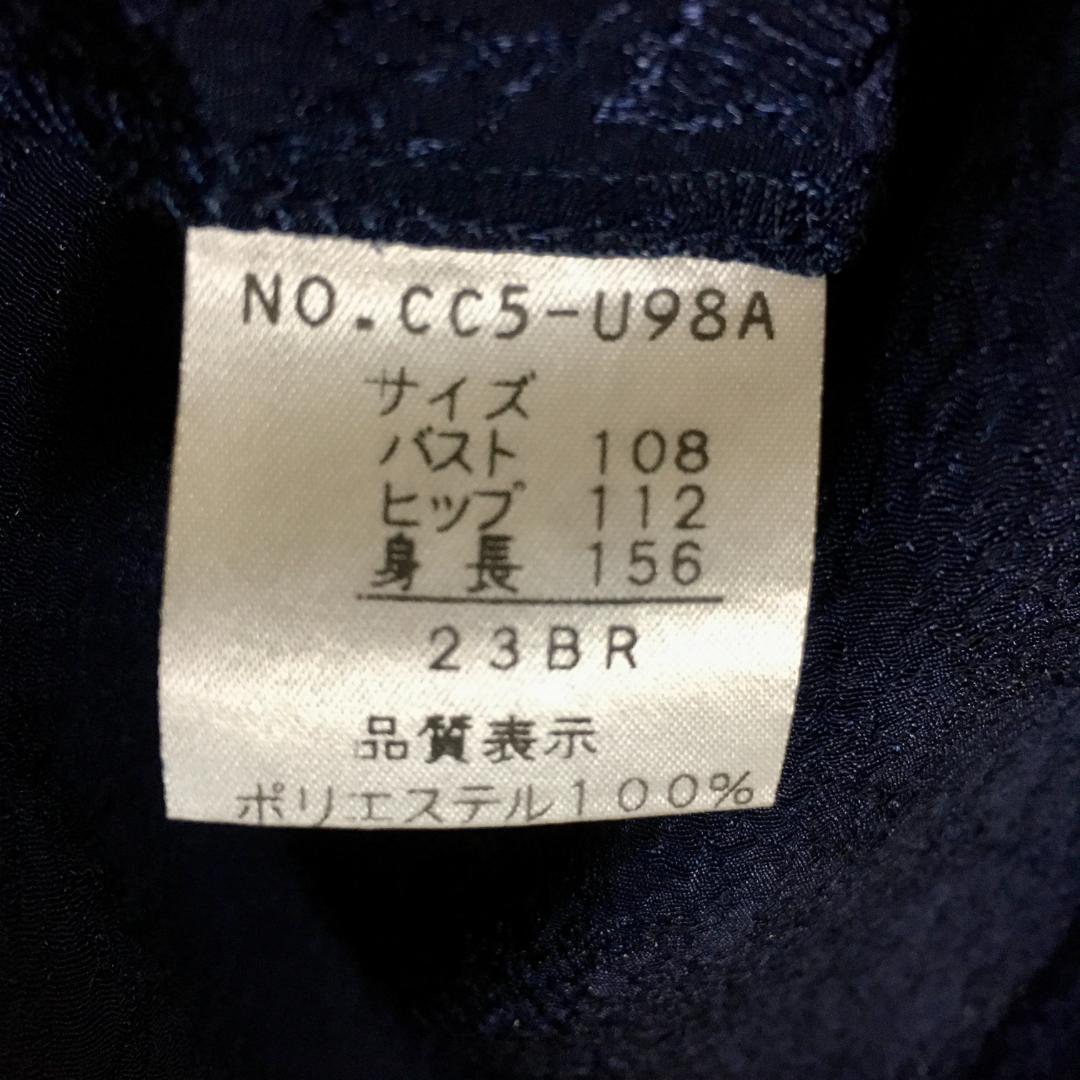 NO.CC5-U98A
サイズ
バスト 108
ヒップ 112
身長 156
23BR
品質表示
ポリエステル100%